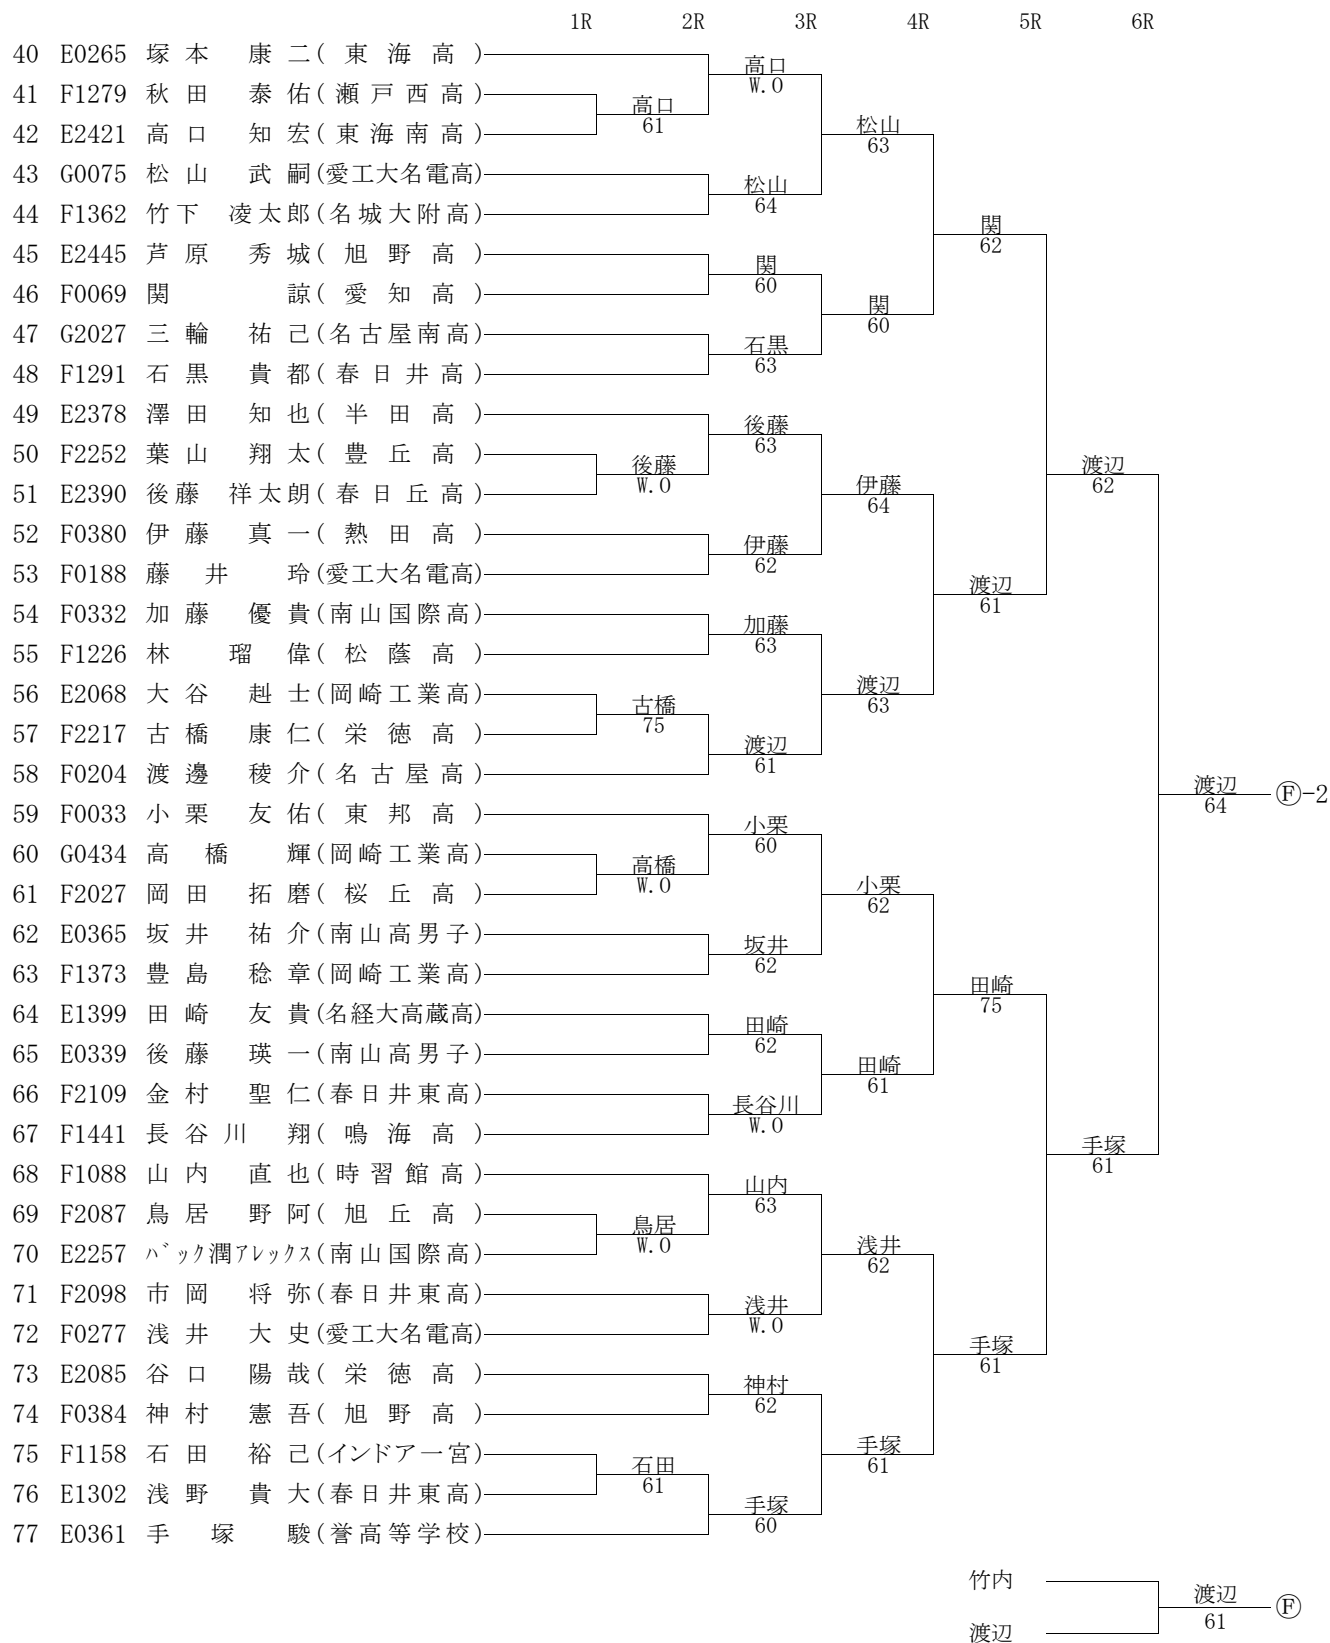 1R 2R 3R 4R 5R 6R
40 E0265 塚本 康二(東海高)
高口
W.O
41 F1279 秋田 泰佑(瀬戸西高)
高口
61
42 E2421 高口 知宏(東海南高)
松山
63
43 G0075 松山 武嗣(愛工大名電高)
松山
64
44 F1362 竹下 凌太郎(名城大附高)
関
62
45 E2445 芦原 秀城(旭野高)
関
60
46 F0069 関 諒(愛知高)
関
60
47 G2027 三輪 祐己(名古屋南高)
石黒
63
48 F1291 石黒 貴都(春日井高)
49 E2378 澤田 知也(半田高)
後藤
63
50 F2252 葉山 翔太(豊丘高)
後藤
W.O
渡辺
62
51 E2390 後藤 祥太朗(春日丘高)
伊藤
64
52 F0380 伊藤 真一(熱田高)
伊藤
62
53 F0188 藤井 玲(愛工大名電高)
渡辺
61
54 F0332 加藤 優貴(南山国際高)
加藤
63
55 F1226 林 瑠偉(松蔭高)
56 E2068 大谷 赳士(岡崎工業高)
渡辺
63
古橋
75
57 F2217 古橋 康仁(栄徳高)
渡辺
61
58 F0204 渡邊 稜介(名古屋高)
渡辺
64
Ⓕ-2
59 F0033 小栗 友佑(東邦高)
小栗
60
60 G0434 高橋 輝(岡崎工業高)
高橋
W.O
61 F2027 岡田 拓磨(桜丘高)
小栗
62
62 E0365 坂井 祐介(南山高男子)
坂井
62
63 F1373 豊島 稔章(岡崎工業高)
田崎
75
64 E1399 田崎 友貴(名経大高蔵高)
田崎
62
65 E0339 後藤 瑛一(南山高男子)
田崎
61
66 F2109 金村 聖仁(春日井東高)
長谷川
W.O
67 F1441 長谷川 翔(鳴海高)
手塚
61
68 F1088 山内 直也(時習館高)
山内
63
69 F2087 鳥居 野阿(旭丘高)
鳥居
W.O
70 E2257 ﾊﾞｯｸ潤ｱﾚｯｸｽ(南山国際高)
浅井
62
71 F2098 市岡 将弥(春日井東高)
浅井
W.O
72 F0277 浅井 大史(愛工大名電高)
手塚
61
73 E2085 谷口 陽哉(栄徳高)
神村
62
74 F0384 神村 憲吾(旭野高)
手塚
61
75 F1158 石田 裕己(インドアー宮)
石田
61
76 E1302 浅野 貴大(春日井東高)
手塚
60
77 E0361 手塚 駿(誉高等学校)
竹内
渡辺
61
Ⓕ
渡辺